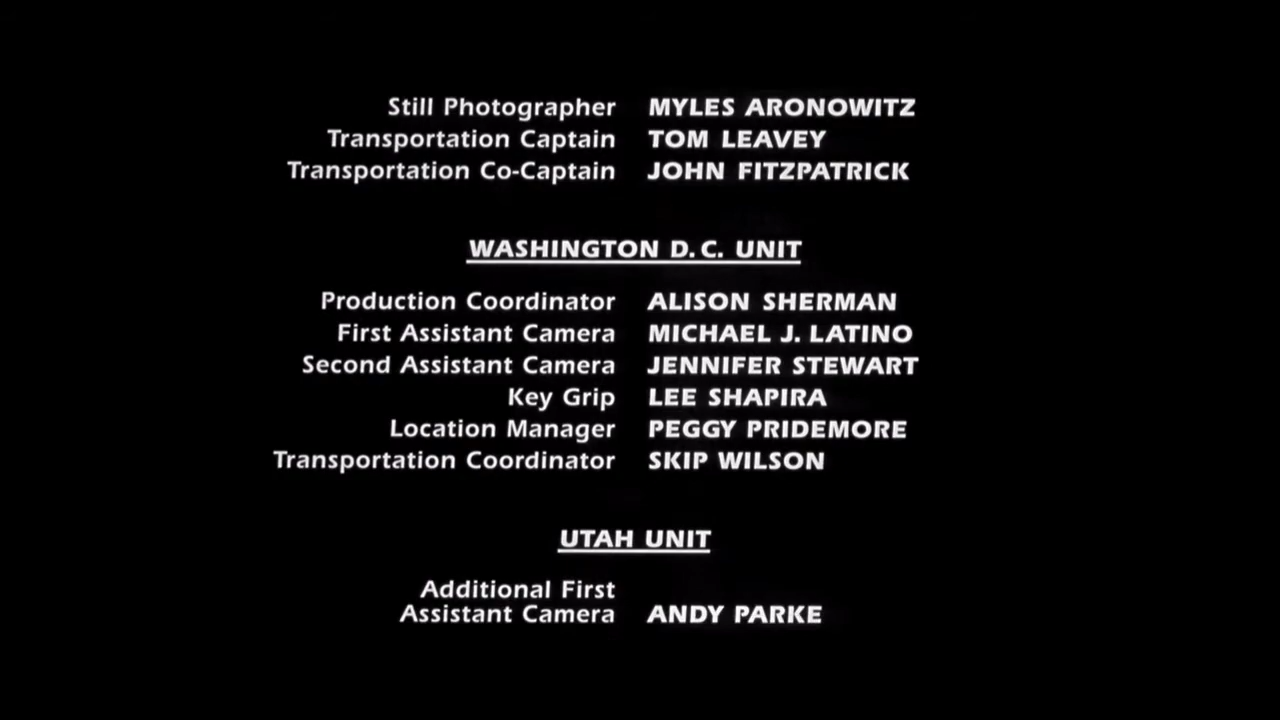 Still Photographer MYLES ARONOWITZ
Transportation Captain TOM LEAVEY
Transportation Co-Captain JOHN FITZPATRICK
WASHINGTON D.C. UNIT
Production Coordinator ALISON SHERMAN
First Assistant Camera MICHAEL J. LATINO
Second Assistant Camera JENNIFER STEWART
Key Grip LEE SHAPIRA
Location Manager PEGGY PRIDEMORE
Transportation Coordinator SKIP WILSON
UTAH UNIT
Additional First
Assistant Camera ANDY PARKE